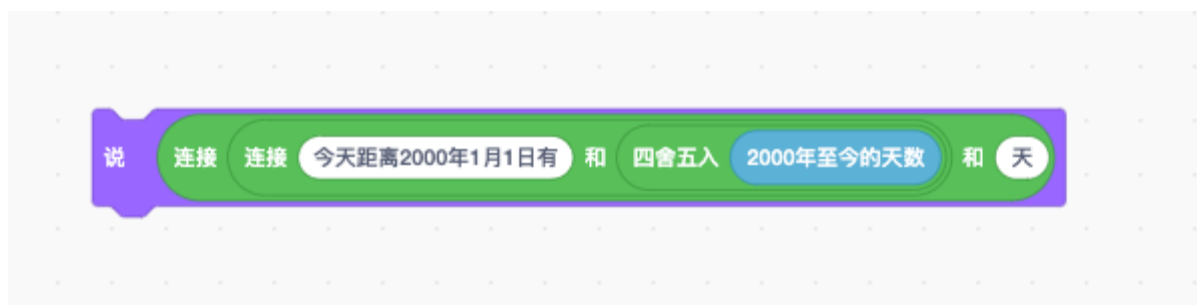 说 连接 连接 今天距离2000年1月1日有 和 四舍五入 2000年至今的天数 和 天